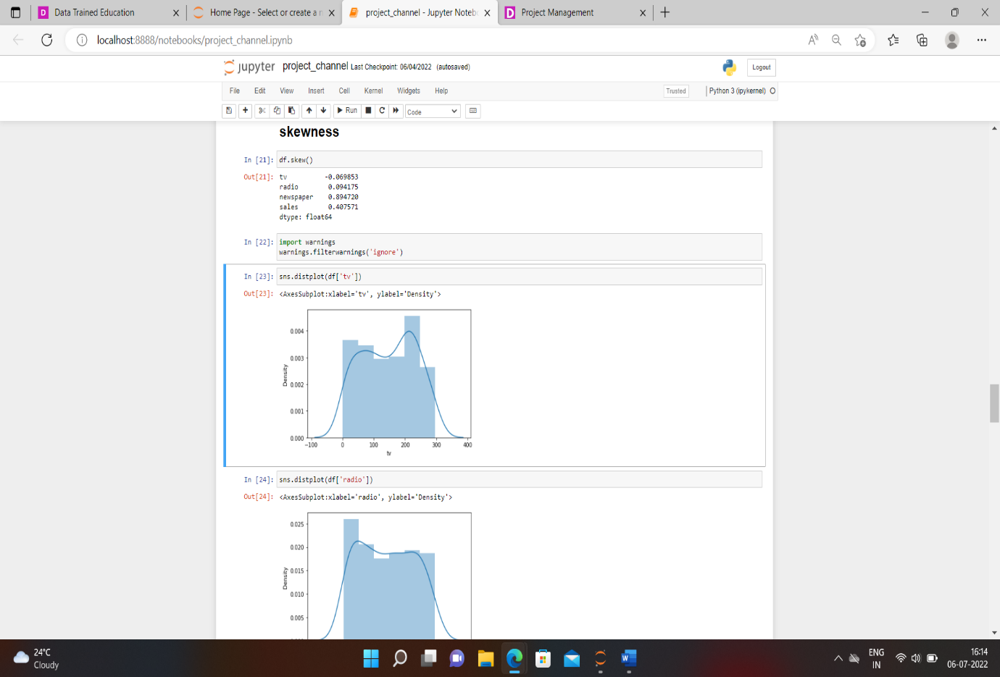 Data Trained Education
Home Page - Select or create a n
project_channel - Jupyter Noteb
Project Management
localhost:8888/notebooks/project_channel.ipynb
jupyter project_channel Last Checkpoint: 06/04/2022 (autosaved)
Logout
File Edit View Insert Cell Kernel Widgets Help
Trusted
Python 3 (ipykernel)
Run
Code
skewness
In [21]: df.skew()
Out[21]: tv -0.069853
radio 0.094175
newspaper 0.894720
sales 0.407571
dtype: float64
In [22]: import warnings
warnings.filterwarnings('ignore')
In [23]: sns.distplot(df['tv'])
Out[23]: <AxesSubplot:xlabel='tv', ylabel='Density'>
0.004
0.003
0.002
0.001
0.000
Density
-100 0 100 200 300 400
tv
In [24]: sns.distplot(df['radio'])
Out[24]: <AxesSubplot:xlabel='radio', ylabel='Density'>
0.025
0.020
0.015
0.010
0.005
Density
24°C
Cloudy
ENG
IN
16:14
06-07-2022